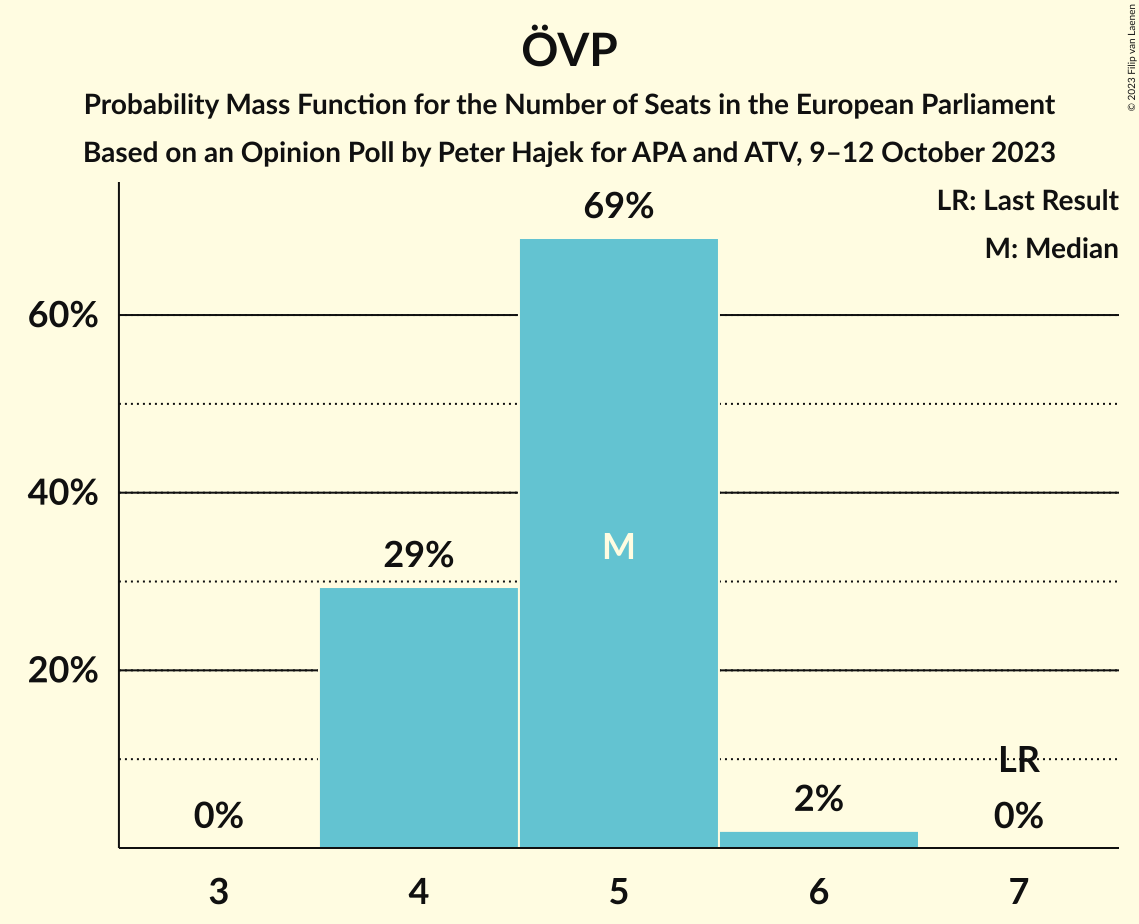 ÖVP
Probability Mass Function for the Number of Seats in the European Parliament
Based on an Opinion Poll by Peter Hajek for APA and ATV, 9–12 October 2023
© 2023 Filip van Laenen
LR: Last Result
M: Median
69%
60%
40%
29%
M
20%
LR
0%
2%
0%
3 4 5 6 7